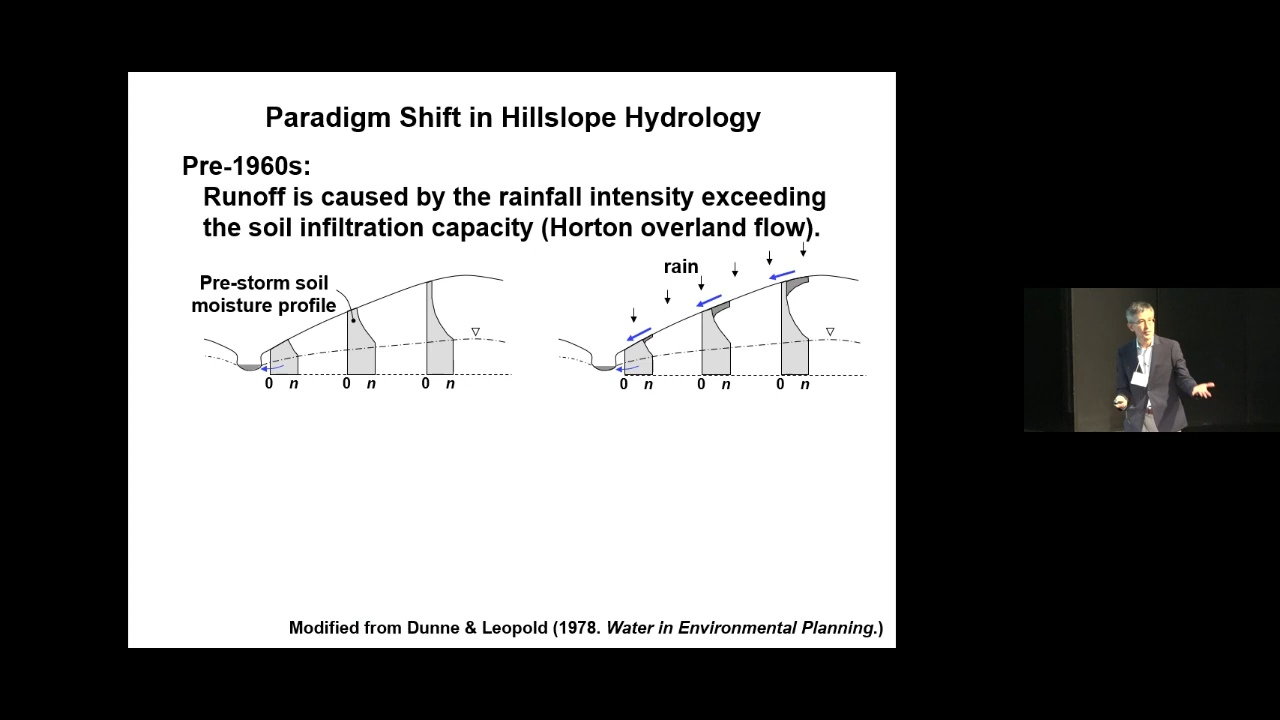 Paradigm Shift in Hillslope Hydrology
Pre-1960s:
Runoff is caused by the rainfall intensity exceeding
the soil infiltration capacity (Horton overland flow).
Pre-storm soil
moisture profile
rain
0 n 0 n 0 n
0 n 0 n 0 n
Modified from Dunne & Leopold (1978. Water in Environmental Planning.)